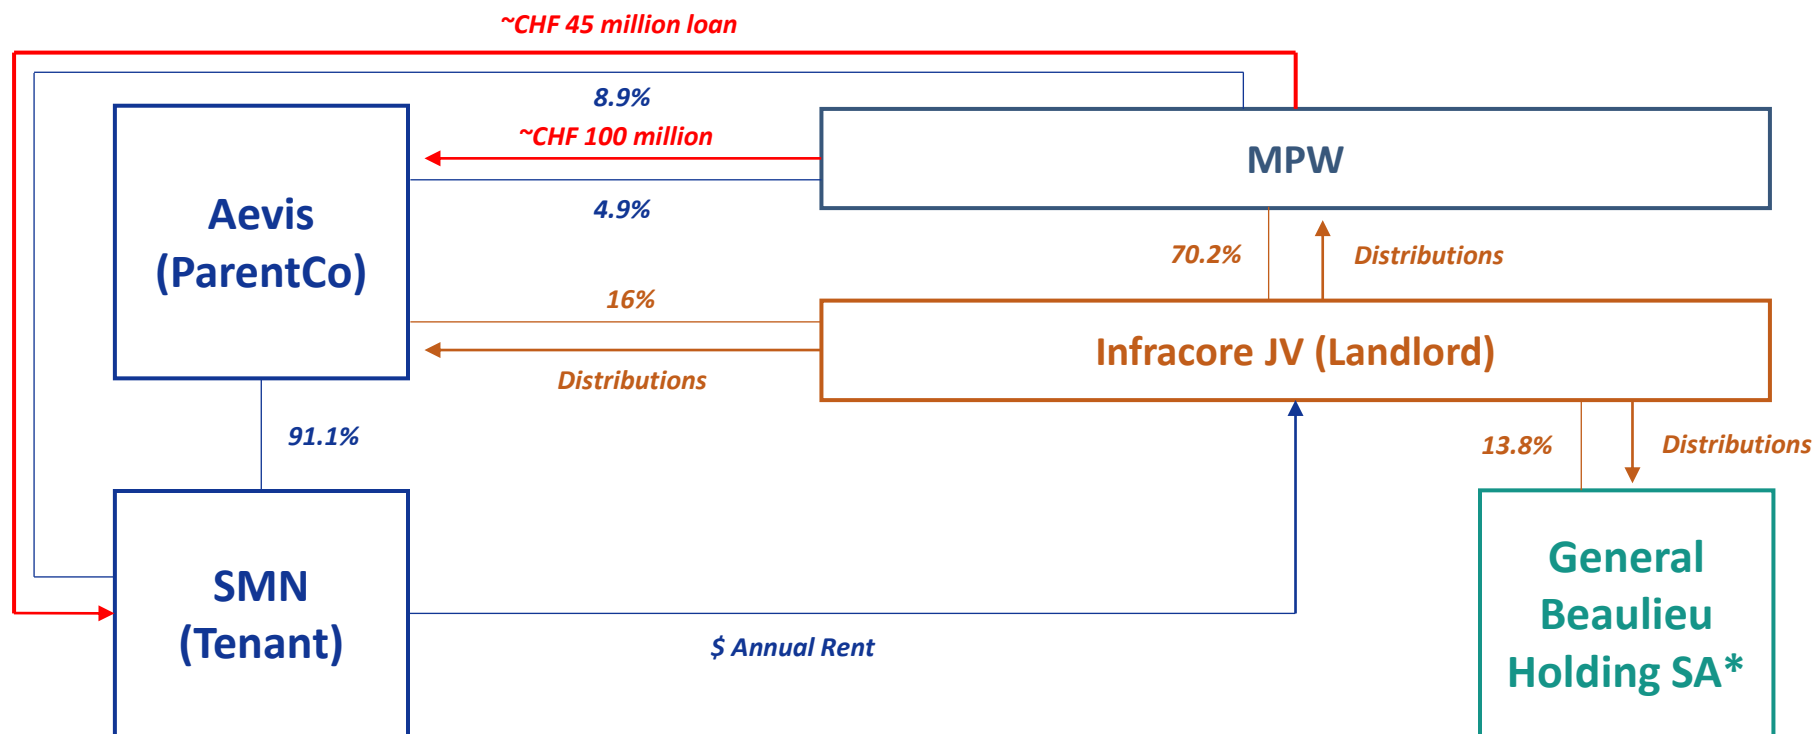 ~CHF 45 million loan
8.9%
~CHF 100 million
4.9%
MPW
Aevis
(ParentCo)
70.2%
Distributions
16%
Infracore JV (Landlord)
Distributions
91.1%
13.8%
Distributions
SMN
(Tenant)
$ Annual Rent
General
Beaulieu
Holding SA*